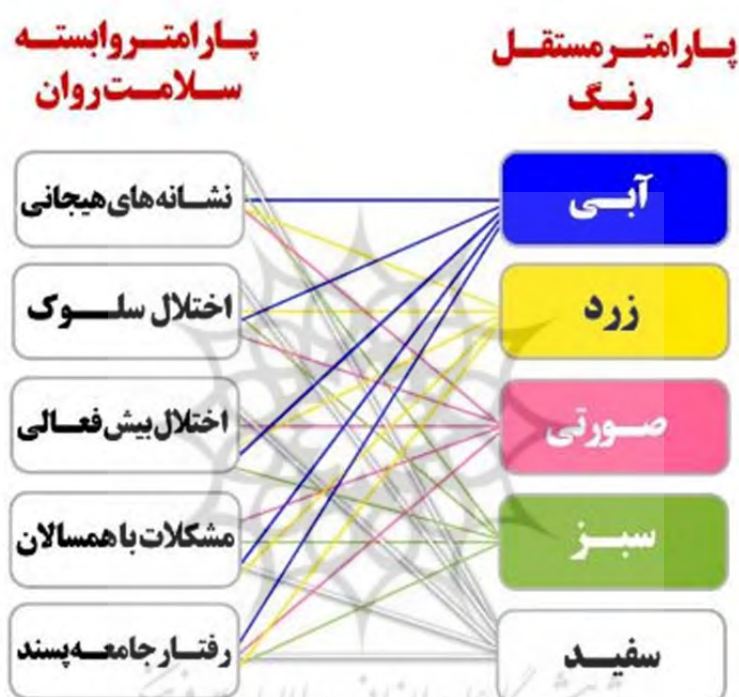 پارامتر مستقل
رنگ
آبی
زرد
صورتی
سبز
سفید
پارامتر وابسته
سلامت روان
نشانه‌های هیجانی
اختلال سلوک
اختلال بیش فعالی
مشکلات با همسالان
رفتار جامعه پسند